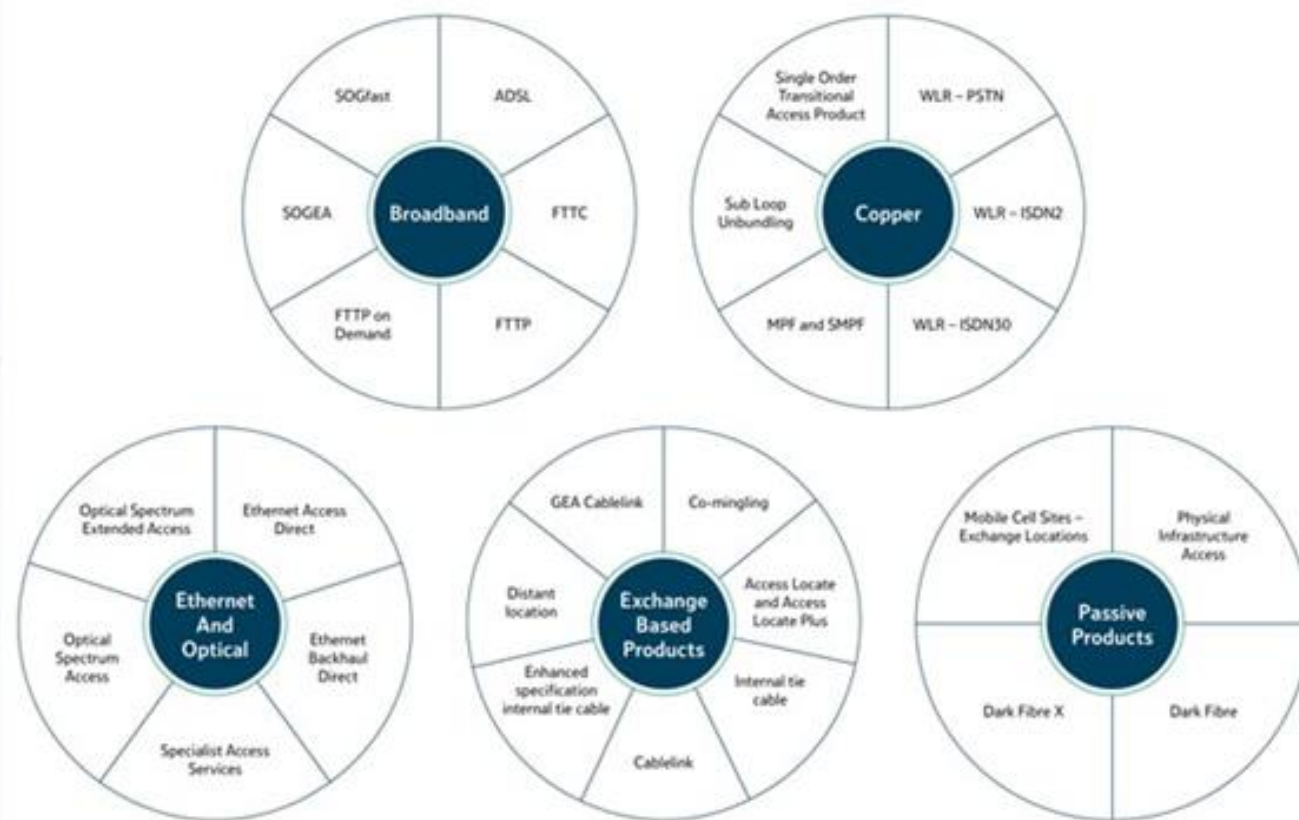 SOGfast
ADSL
SOGEA
Broadband
FTTC
FTTP on
Demand
FTTP
Single Order
Transitional
Access Product
WLR – PSTN
Sub Loop
Unbundling
Copper
WLR – ISDN2
MPF and SMPF
WLR – ISDN30
Optical Spectrum
Extended Access
Ethernet Access
Direct
Optical
Spectrum
Access
Ethernet
And
Optical
Ethernet
Backhaul
Direct
Specialist Access
Services
GEA Cablelink
Co-mingling
Distant
location
Exchange
Based
Products
Access Locate
and Access
Locate Plus
Enhanced
specification
internal tie cable
Internal tie
cable
Cablelink
Mobile Cell Sites –
Exchange Locations
Physical
Infrastructure
Access
Passive
Products
Dark Fibre X
Dark Fibre